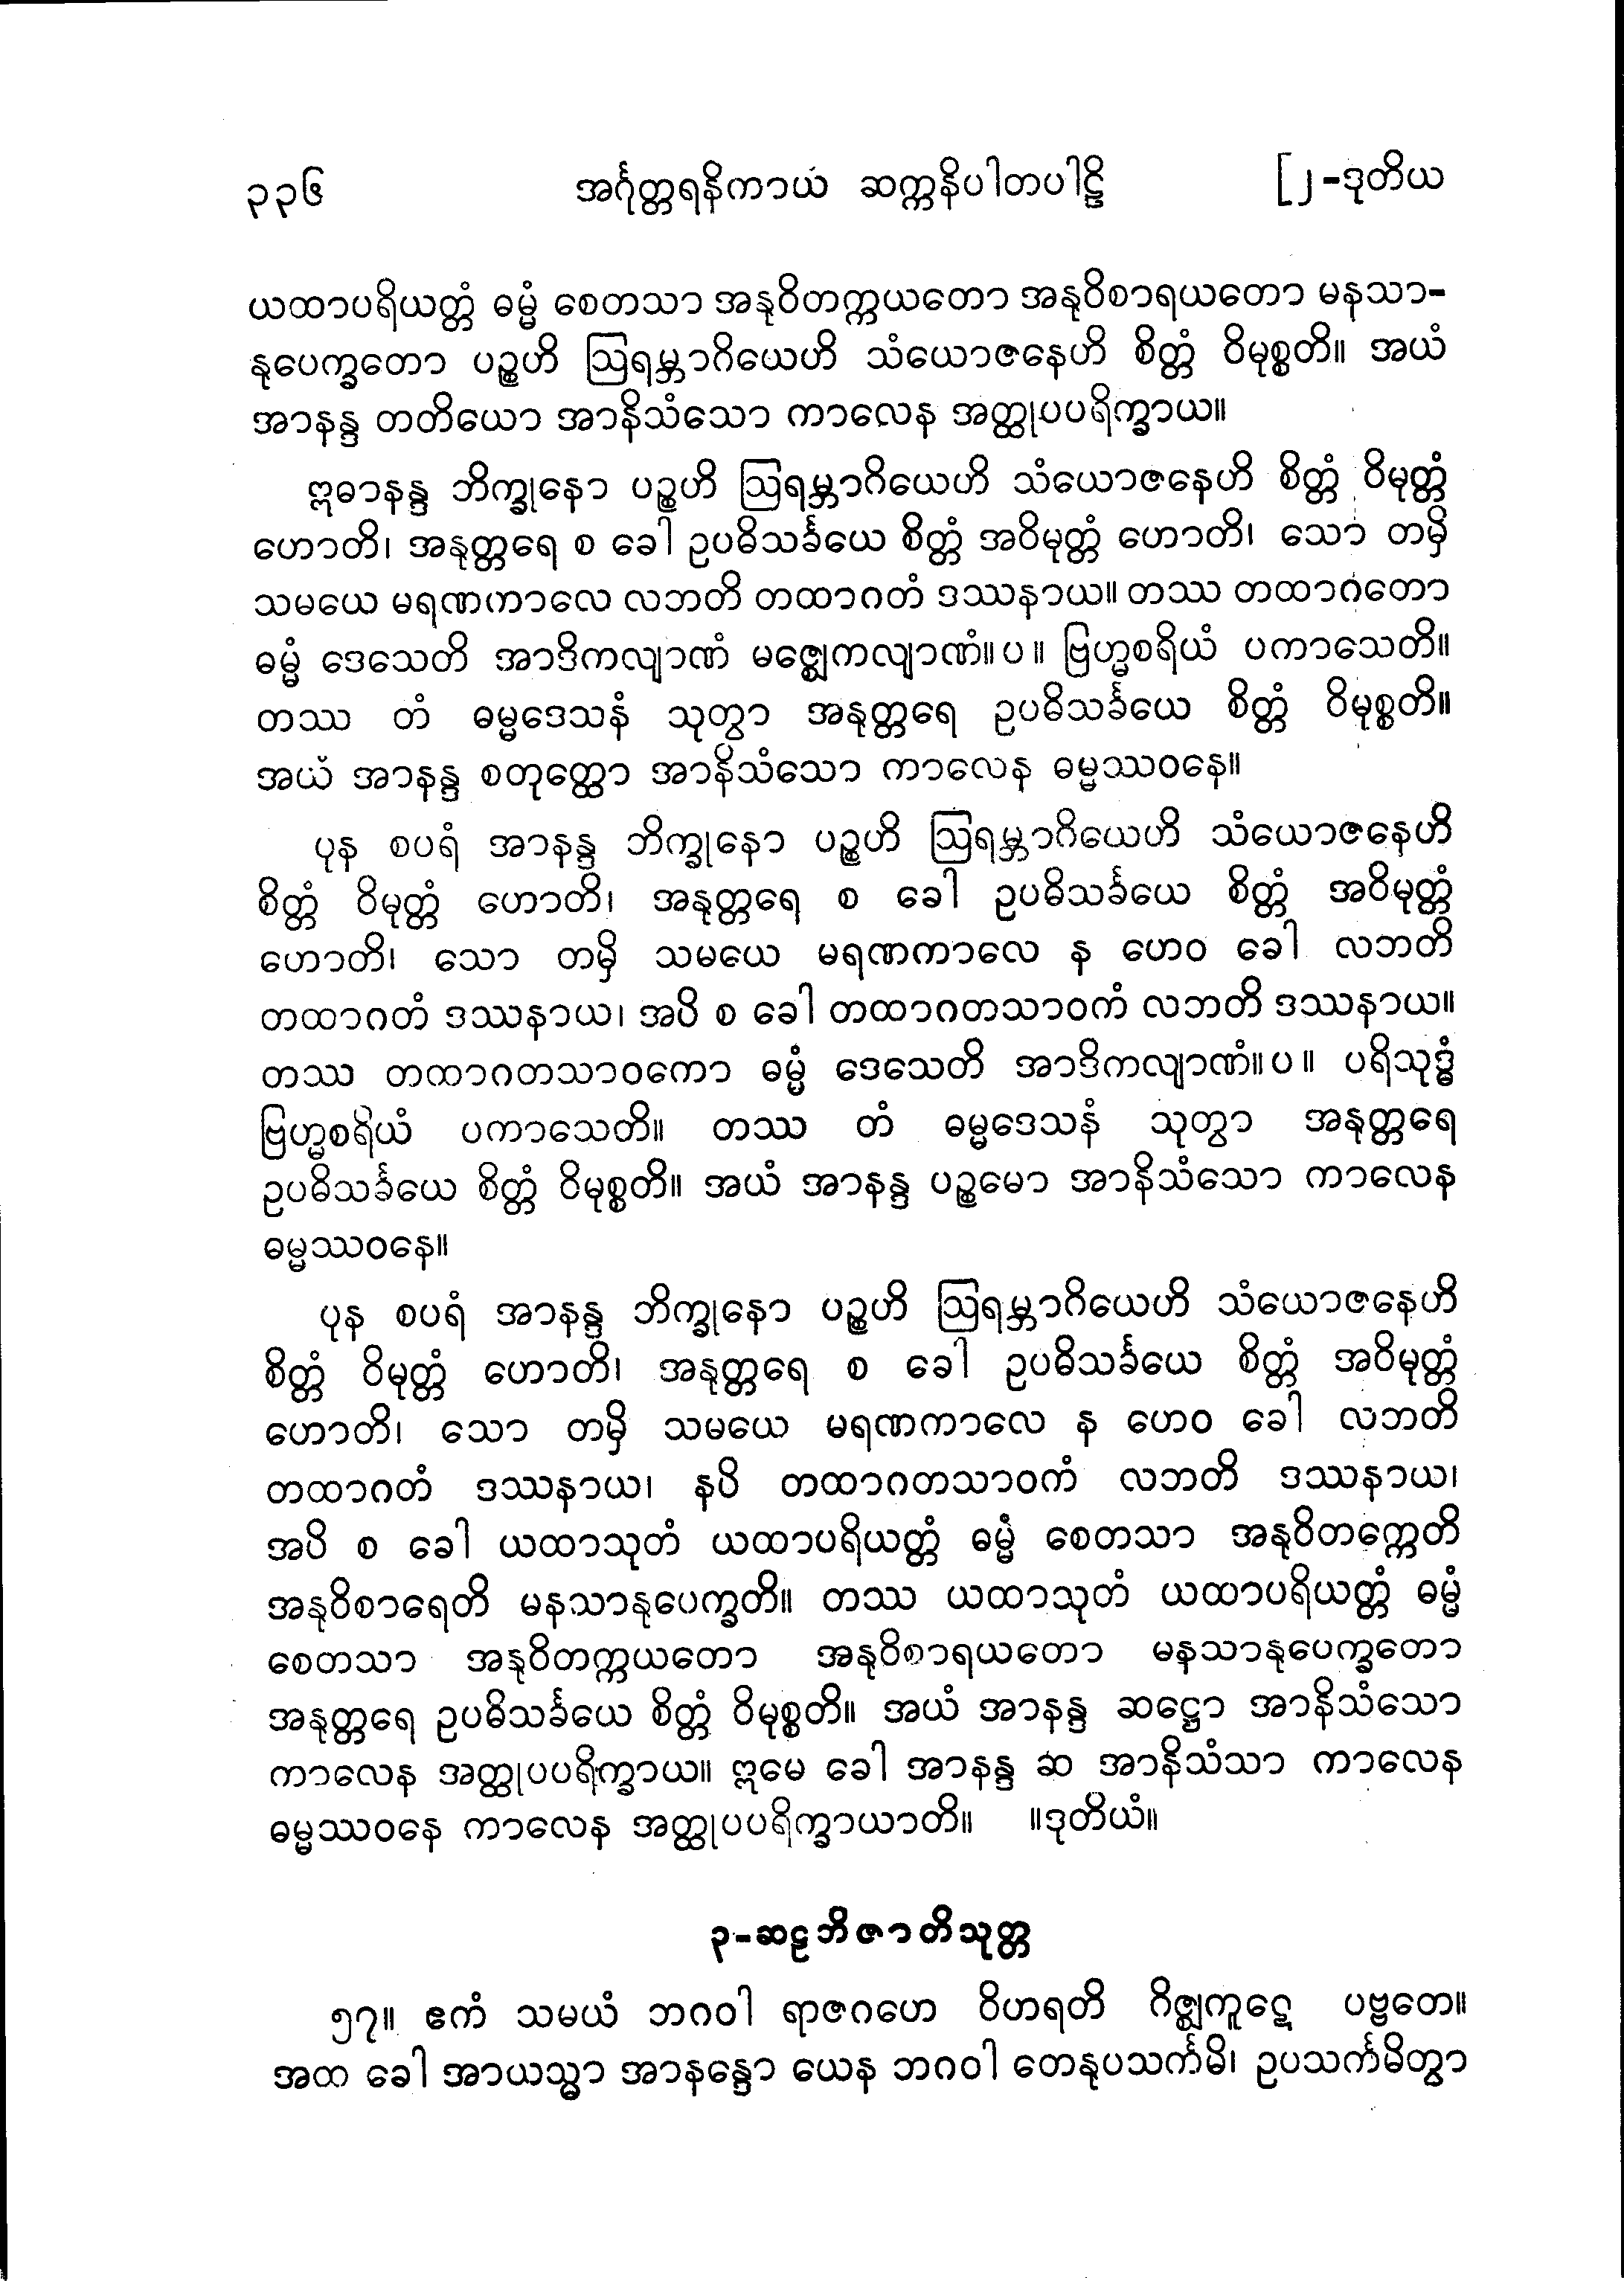 ၃၃၆ အင်္ဂုတ္တရနိကာယ ဆက္ကနိပါတပါဠိ [၂-ဒုတိယ
ယထာပရိယတ္တံ ဓမ္မံ စေတသာ အနုဝိတက္ကယတော အနုဝိစာရယတော မနသာ-
နုပေက္ခတော ပဉ္စဟိ ဩရမ္ဘာဂိယေဟိ သံယောဇနေဟိ စိတ္တံ ဝိမုစ္စတိ။ အယံ
အာနန္ဒ တတိယော အာနိသံသော ကာလေန အတ္ထုပပရိက္ခာယ။
ဣဓာနန္ဒ ဘိက္ခုနော ပဉ္စဟိ ဩရမ္ဘာဂိယေဟိ သံယောဇနေဟိ စိတ္တံ ဝိမုတ္တံ
ဟောတိ၊ အနုတ္တရေ စ ခေါ ဥပဓိသင်္ခယေ စိတ္တံ အဝိမုတ္တံ ဟောတိ၊ သော တမှိ
သမယေ မရဏကာလေ လဘတိ တထာဂတံ ဒဿနာယ။ တဿ တထာဂတော
ဓမ္မံ ဒေသေတိ အာဒိကလျာဏံ မဇ္ဈေကလျာဏံ။ပ။ ဗြဟ္မစရိယံ ပကာသေတိ။
တဿ တံ ဓမ္မဒေသနံ သုတွာ အနုတ္တရေ ဥပဓိသင်္ခယေ စိတ္တံ ဝိမုစ္စတိ။
အယံ အာနန္ဒ စတုတ္ထော အာနိသံသော ကာလေန ဓမ္မဿဝနေ။
ပုန စပရံ အာနန္ဒ ဘိက္ခုနော ပဉ္စဟိ ဩရမ္ဘာဂိယေဟိ သံယောဇနေဟိ
စိတ္တံ ဝိမုတ္တံ ဟောတိ၊ အနုတ္တရေ စ ခေါ ဥပဓိသင်္ခယေ စိတ္တံ အဝိမုတ္တံ
ဟောတိ၊ သော တမှိ သမယေ မရဏကာလေ န ဟေဝ ခေါ လဘတိ
တထာဂတံ ဒဿနာယ၊ အပိ စ ခေါ တထာဂတသာဝကံ လဘတိ ဒဿနာယ။
တဿ တထာဂတသာဝကော ဓမ္မံ ဒေသေတိ အာဒိကလျာဏံ။ပ။ ပရိသုဒ္ဓံ
ဗြဟ္မစရိယံ ပကာသေတိ။ တဿ တံ ဓမ္မဒေသနံ သုတွာ အနုတ္တရေ
ဥပဓိသင်္ခယေ စိတ္တံ ဝိမုစ္စတိ။ အယံ အာနန္ဒ ပဉ္စမော အာနိသံသော ကာလေန
ဓမ္မဿဝနေ။
ပုန စပရံ အာနန္ဒ ဘိက္ခုနော ပဉ္စဟိ ဩရမ္ဘာဂိယေဟိ သံယောဇနေဟိ
စိတ္တံ ဝိမုတ္တံ ဟောတိ၊ အနုတ္တရေ စ ခေါ ဥပဓိသင်္ခယေ စိတ္တံ အဝိမုတ္တံ
ဟောတိ၊ သော တမှိ သမယေ မရဏကာလေ န ဟေဝ ခေါ လဘတိ
တထာဂတံ ဒဿနာယ၊ နပိ တထာဂတသာဝကံ လဘတိ ဒဿနာယ၊
အပိ စ ခေါ ယထာသုတံ ယထာပရိယတ္တံ ဓမ္မံ စေတသာ အနုဝိတက္ကေတိ
အနုဝိစာရေတိ မနသာနုပေက္ခတိ။ တဿ ယထာသုတံ ယထာပရိယတ္တံ ဓမ္မံ
စေတသာ အနုဝိတက္ကယတော အနုဝိစာရယတော မနသာနုပေက္ခတော
အနုတ္တရေ ဥပဓိသင်္ခယေ စိတ္တံ ဝိမုစ္စတိ။ အယံ အာနန္ဒ ဆဋ္ဌော အာနိသံသော
ကာလေန အတ္ထုပပရိက္ခာယ။ ဣမေ ခေါ အာနန္ဒ ဆ အာနိသံသာ ကာလေန
ဓမ္မဿဝနေ ကာလေန အတ္ထုပပရိက္ခာယာတိ။ ။ဒုတိယံ။
၃-ဆဠဘိဇာတိသုတ္တ
၅၇။ ဧကံ သမယံ ဘဂဝါ ရာဇဂဟေ ဝိဟရတိ ဂိဇ္ဈကူဋေ ပဗ္ဗတေ။
အထ ခေါ အာယသ္မာ အာနန္ဒော ယေန ဘဂဝါ တေနုပသင်္ကမိ၊ ဥပသင်္ကမိတွာ